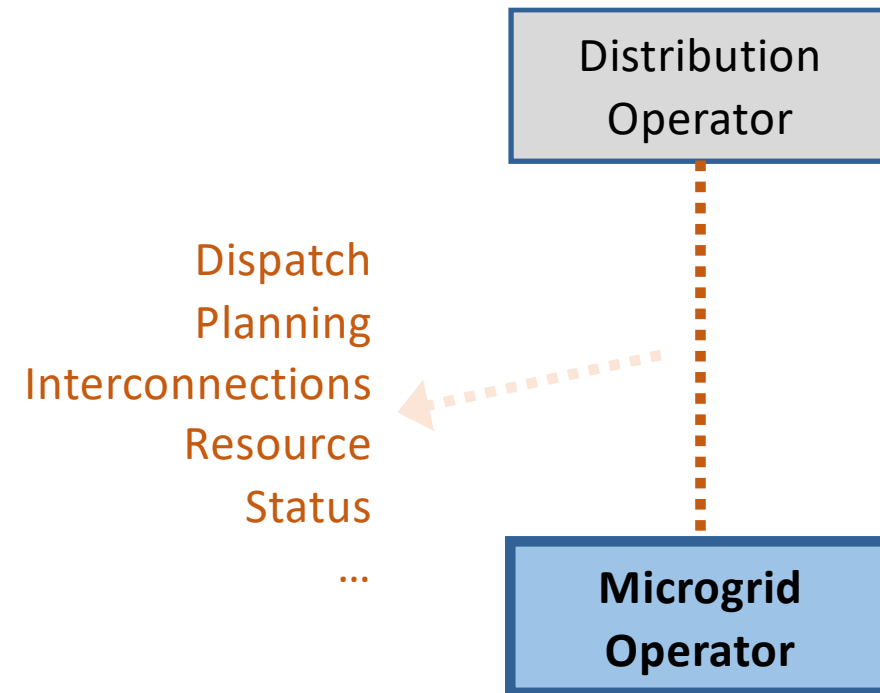 Distribution
Operator
Dispatch
Planning
Interconnections
Resource
Status
...
Microgrid
Operator